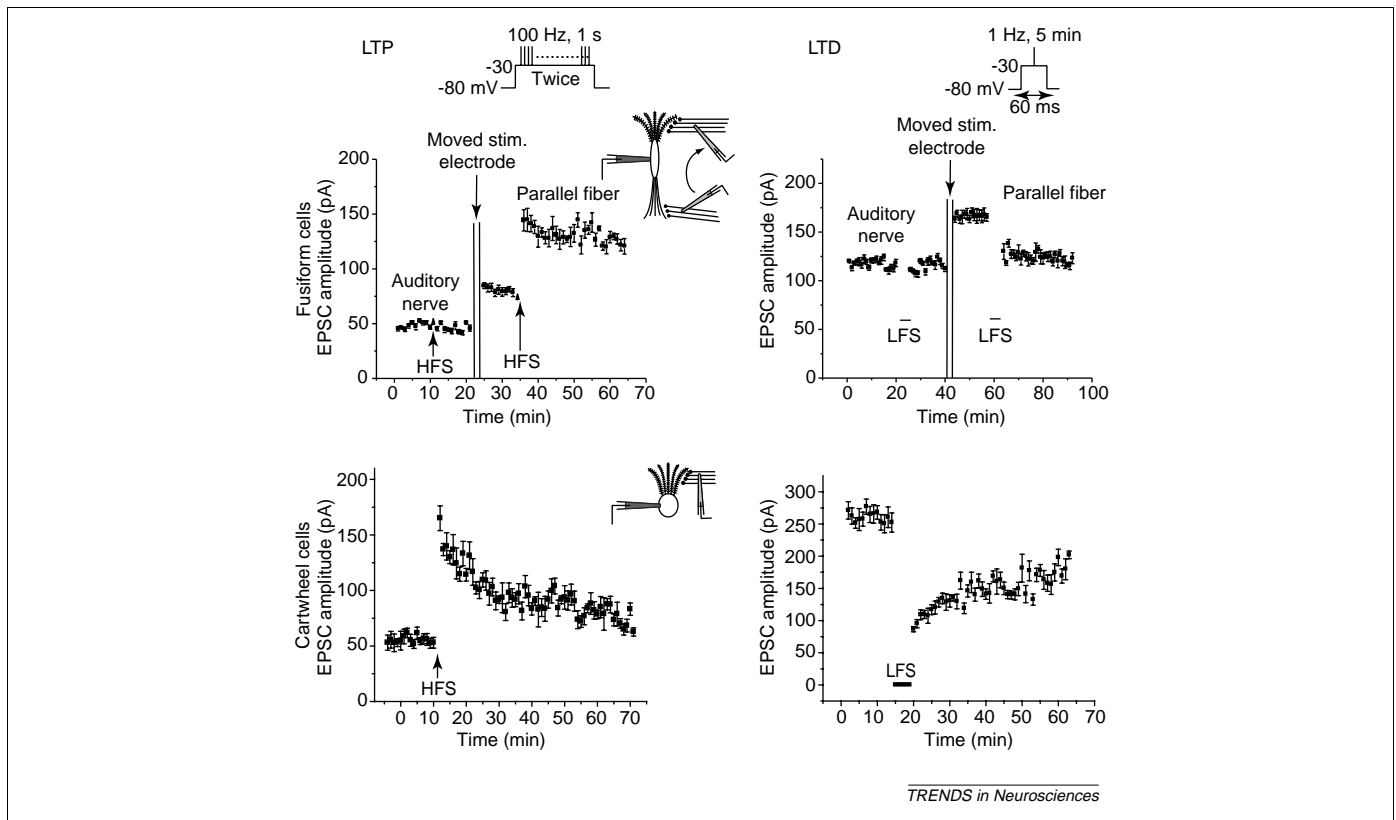 LTP
100 Hz, 1 s
-30
Twice
-80 mV
Moved stim.
electrode
200
150
100
50
0
Fusiform cells
EPSC amplitude (pA)
Auditory
nerve
HFS
HFS
Parallel fiber
0 10 20 30 40 50 60 70
Time (min)
LTD
1 Hz, 5 min
-30
-80 mV
60 ms
Moved stim.
electrode
200
150
100
50
0
EPSC amplitude (pA)
Auditory
nerve
Parallel fiber
LFS
LFS
0 20 40 60 80 100
Time (min)
200
150
100
50
0
Cartwheel cells
EPSC amplitude (pA)
HFS
0 10 20 30 40 50 60 70
Time (min)
300
250
200
150
100
50
0
EPSC amplitude (pA)
LFS
0 10 20 30 40 50 60 70
Time (min)
TRENDS in Neurosciences